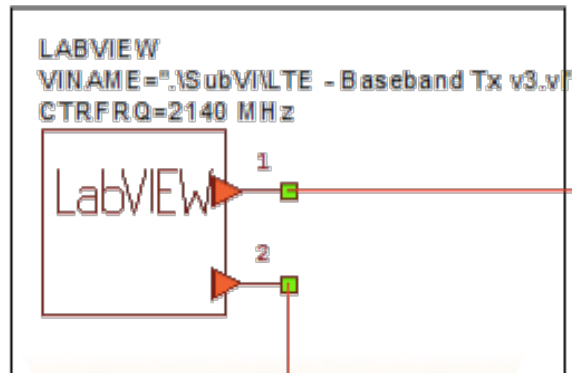 LABVIEW
VINAME=".\SubVI\LTE - Baseband Tx v3.vi"
CTRFRQ=2140 MHz
1
LabVIEW
2